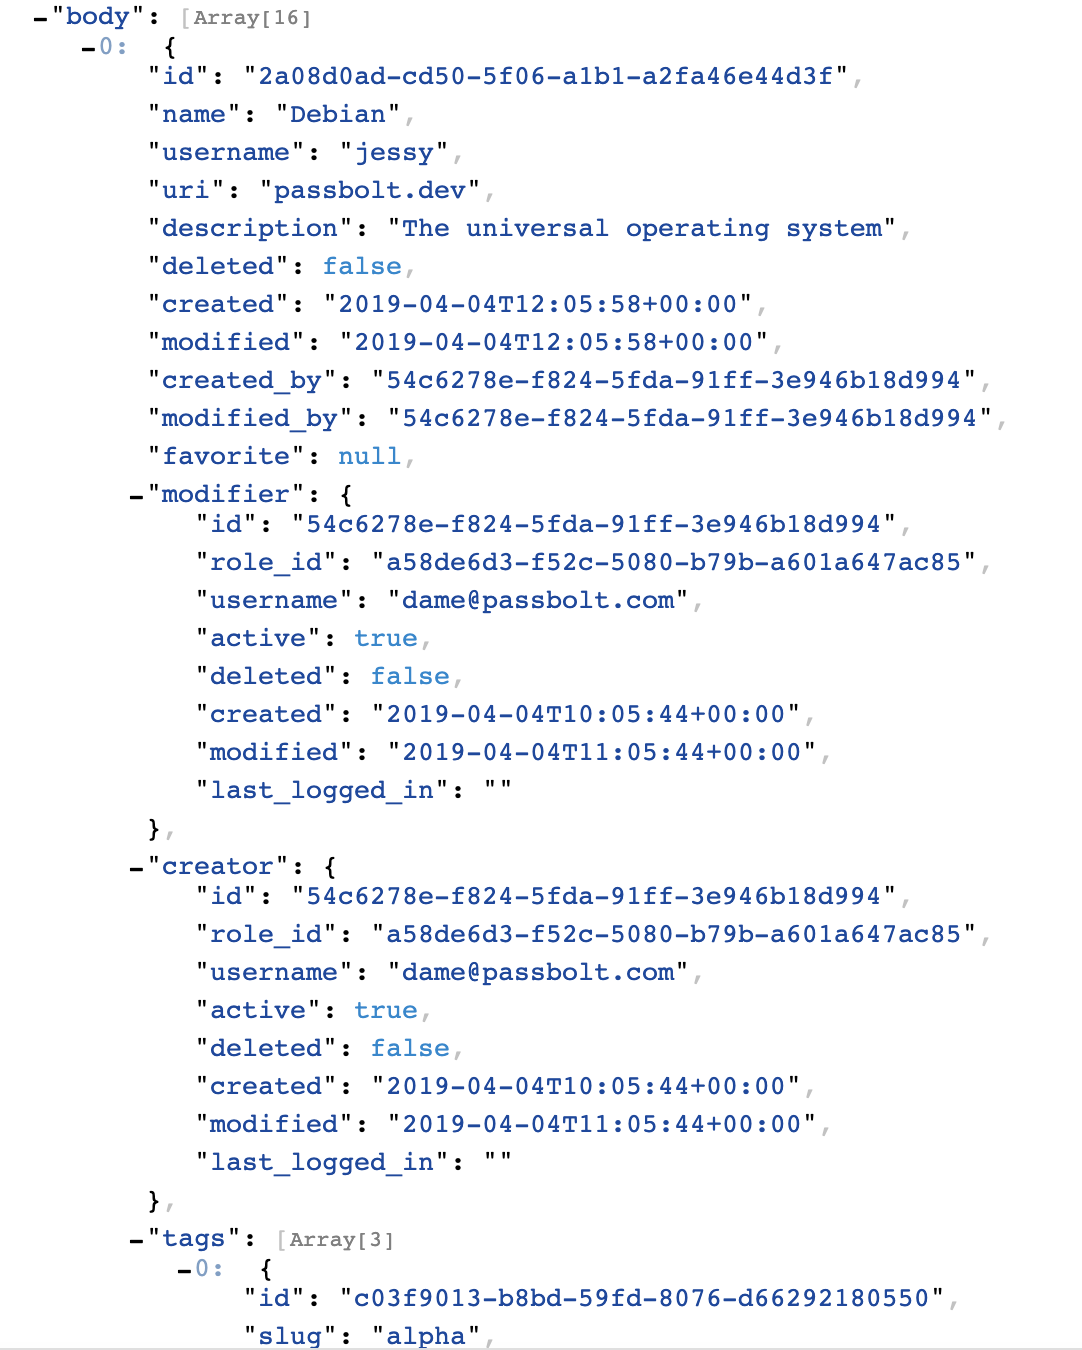 "body": [Array[16]
0: {
"id": "2a08d0ad-cd50-5f06-a1b1-a2fa46e44d3f",
"name": "Debian",
"username": "jessy",
"uri": "passbolt.dev",
"description": "The universal operating system",
"deleted": false,
"created": "2019-04-04T12:05:58+00:00",
"modified": "2019-04-04T12:05:58+00:00",
"created_by": "54c6278e-f824-5fda-91ff-3e946b18d994",
"modified_by": "54c6278e-f824-5fda-91ff-3e946b18d994",
"favorite": null,
"modifier": {
"id": "54c6278e-f824-5fda-91ff-3e946b18d994",
"role_id": "a58de6d3-f52c-5080-b79b-a601a647ac85",
"username": "dame@passbolt.com",
"active": true,
"deleted": false,
"created": "2019-04-04T10:05:44+00:00",
"modified": "2019-04-04T11:05:44+00:00",
"last_logged_in": ""
},
"creator": {
"id": "54c6278e-f824-5fda-91ff-3e946b18d994",
"role_id": "a58de6d3-f52c-5080-b79b-a601a647ac85",
"username": "dame@passbolt.com",
"active": true,
"deleted": false,
"created": "2019-04-04T10:05:44+00:00",
"modified": "2019-04-04T11:05:44+00:00",
"last_logged_in": ""
},
"tags": [Array[3]
0: {
"id": "c03f9013-b8bd-59fd-8076-d66292180550",
"slug": "alpha",